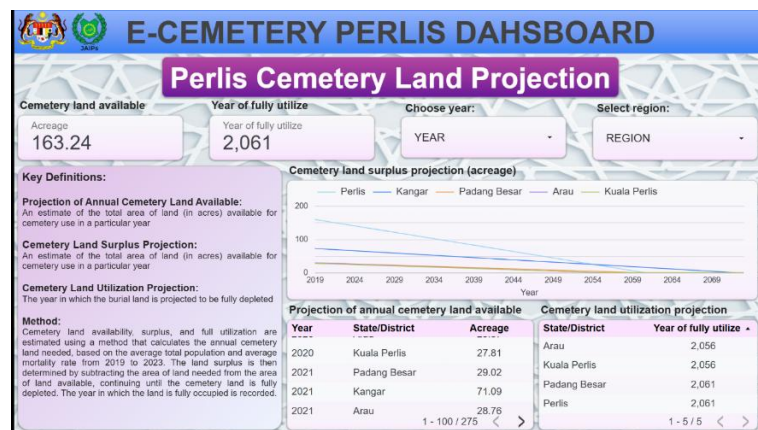 JAIPs
E-CEMETERY PERLIS DAHSBOARD
Perlis Cemetery Land Projection
Cemetery land available
Acreage
163.24
Year of fully utilize
Year of fully utilize
2,061
Choose year:
YEAR
Select region:
REGION
Key Definitions:
Projection of Annual Cemetery Land Available:
An estimate of the total area of land (in acres) available for
cemetery use in a particular year
Cemetery Land Surplus Projection:
An estimate of the total area of land (in acres) available for
cemetery use in a particular year
Cemetery Land Utilization Projection:
The year in which the burial land is projected to be fully depleted
Method:
Cemetery land availability, surplus, and full utilization are
estimated using a method that calculates the annual cemetery
land needed, based on the average total population and average
mortality rate from 2019 to 2023. The land surplus is then
determined by subtracting the area of land needed from the area
of land available, continuing until the cemetery land is fully
depleted. The year in which the land is fully occupied is recorded.
Cemetery land surplus projection (acreage)
Perlis Kangar Padang Besar Arau Kuala Perlis
200
100
0
2019 2024 2029 2034 2039 2044 2049 2054 2059 2064 2069
Year
Projection of annual cemetery land available
Year State/District Acreage
2020 Kuala Perlis 27.81
2021 Padang Besar 29.02
2021 Kangar 71.09
2021 Arau 28.76
1 - 100 / 275 < >
Cemetery land utilization projection
State/District Year of fully utilize
Arau 2,056
Kuala Perlis 2,056
Padang Besar 2,061
Perlis 2,061
1 - 5 / 5 < >